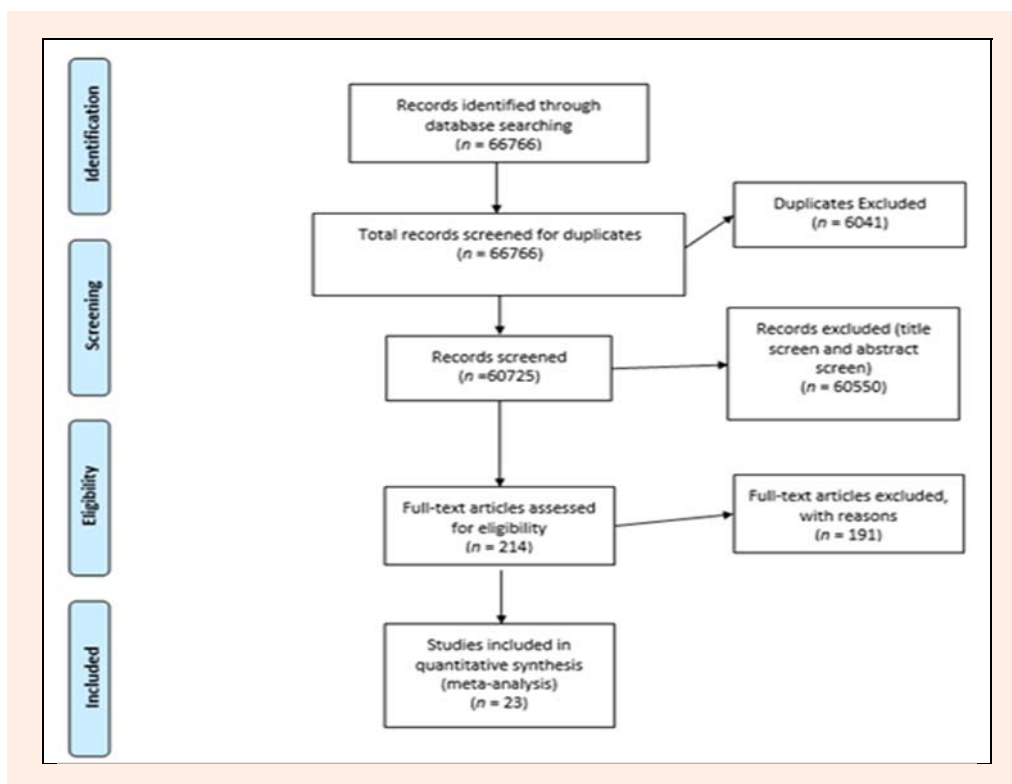 Identification
Records identified through
database searching
(n = 66766)
Total records screened for duplicates
(n = 66766)
Duplicates Excluded
(n = 6041)
Screening
Records screened
(n =60725)
Records excluded (title
screen and abstract
screen)
(n = 60550)
Eligibility
Full-text articles assessed
for eligibility
(n = 214)
Full-text articles excluded,
with reasons
(n = 191)
Included
Studies included in
quantitative synthesis
(meta-analysis)
(n = 23)